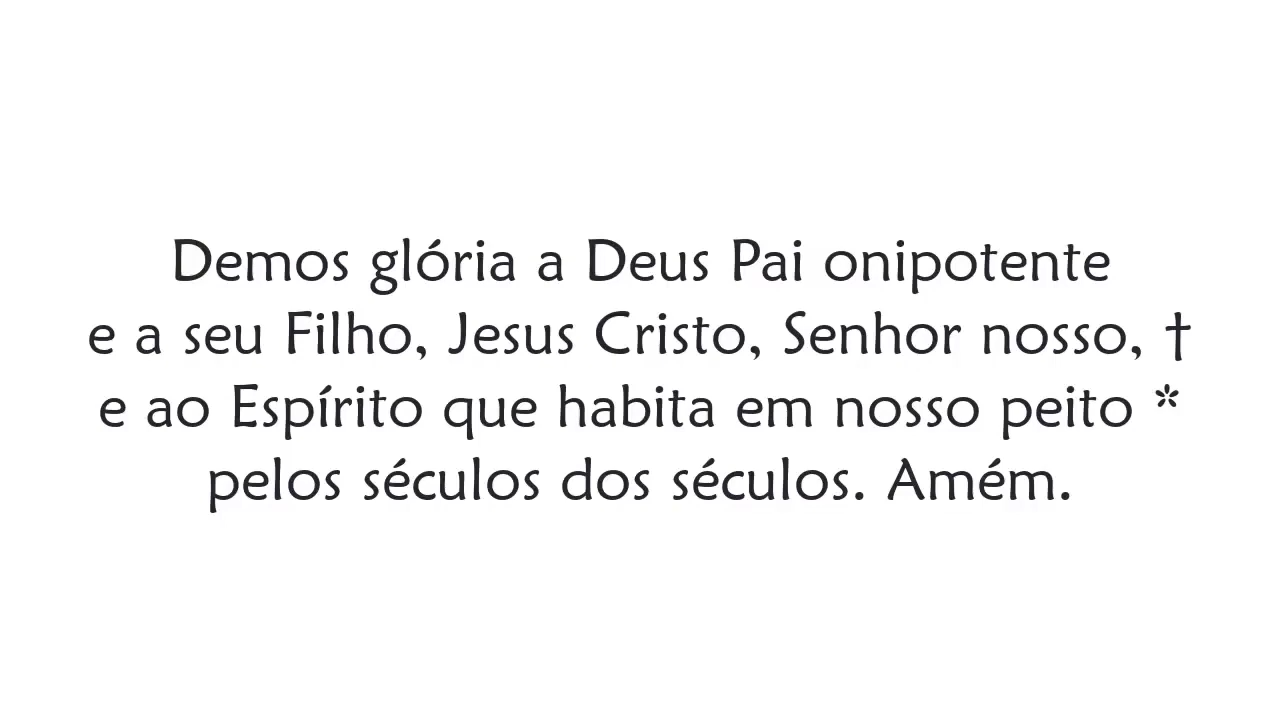 Demos glória a Deus Pai onipotente
e a seu Filho, Jesus Cristo, Senhor nosso, †
e ao Espírito que habita em nosso peito *
pelos séculos dos séculos. Amém.